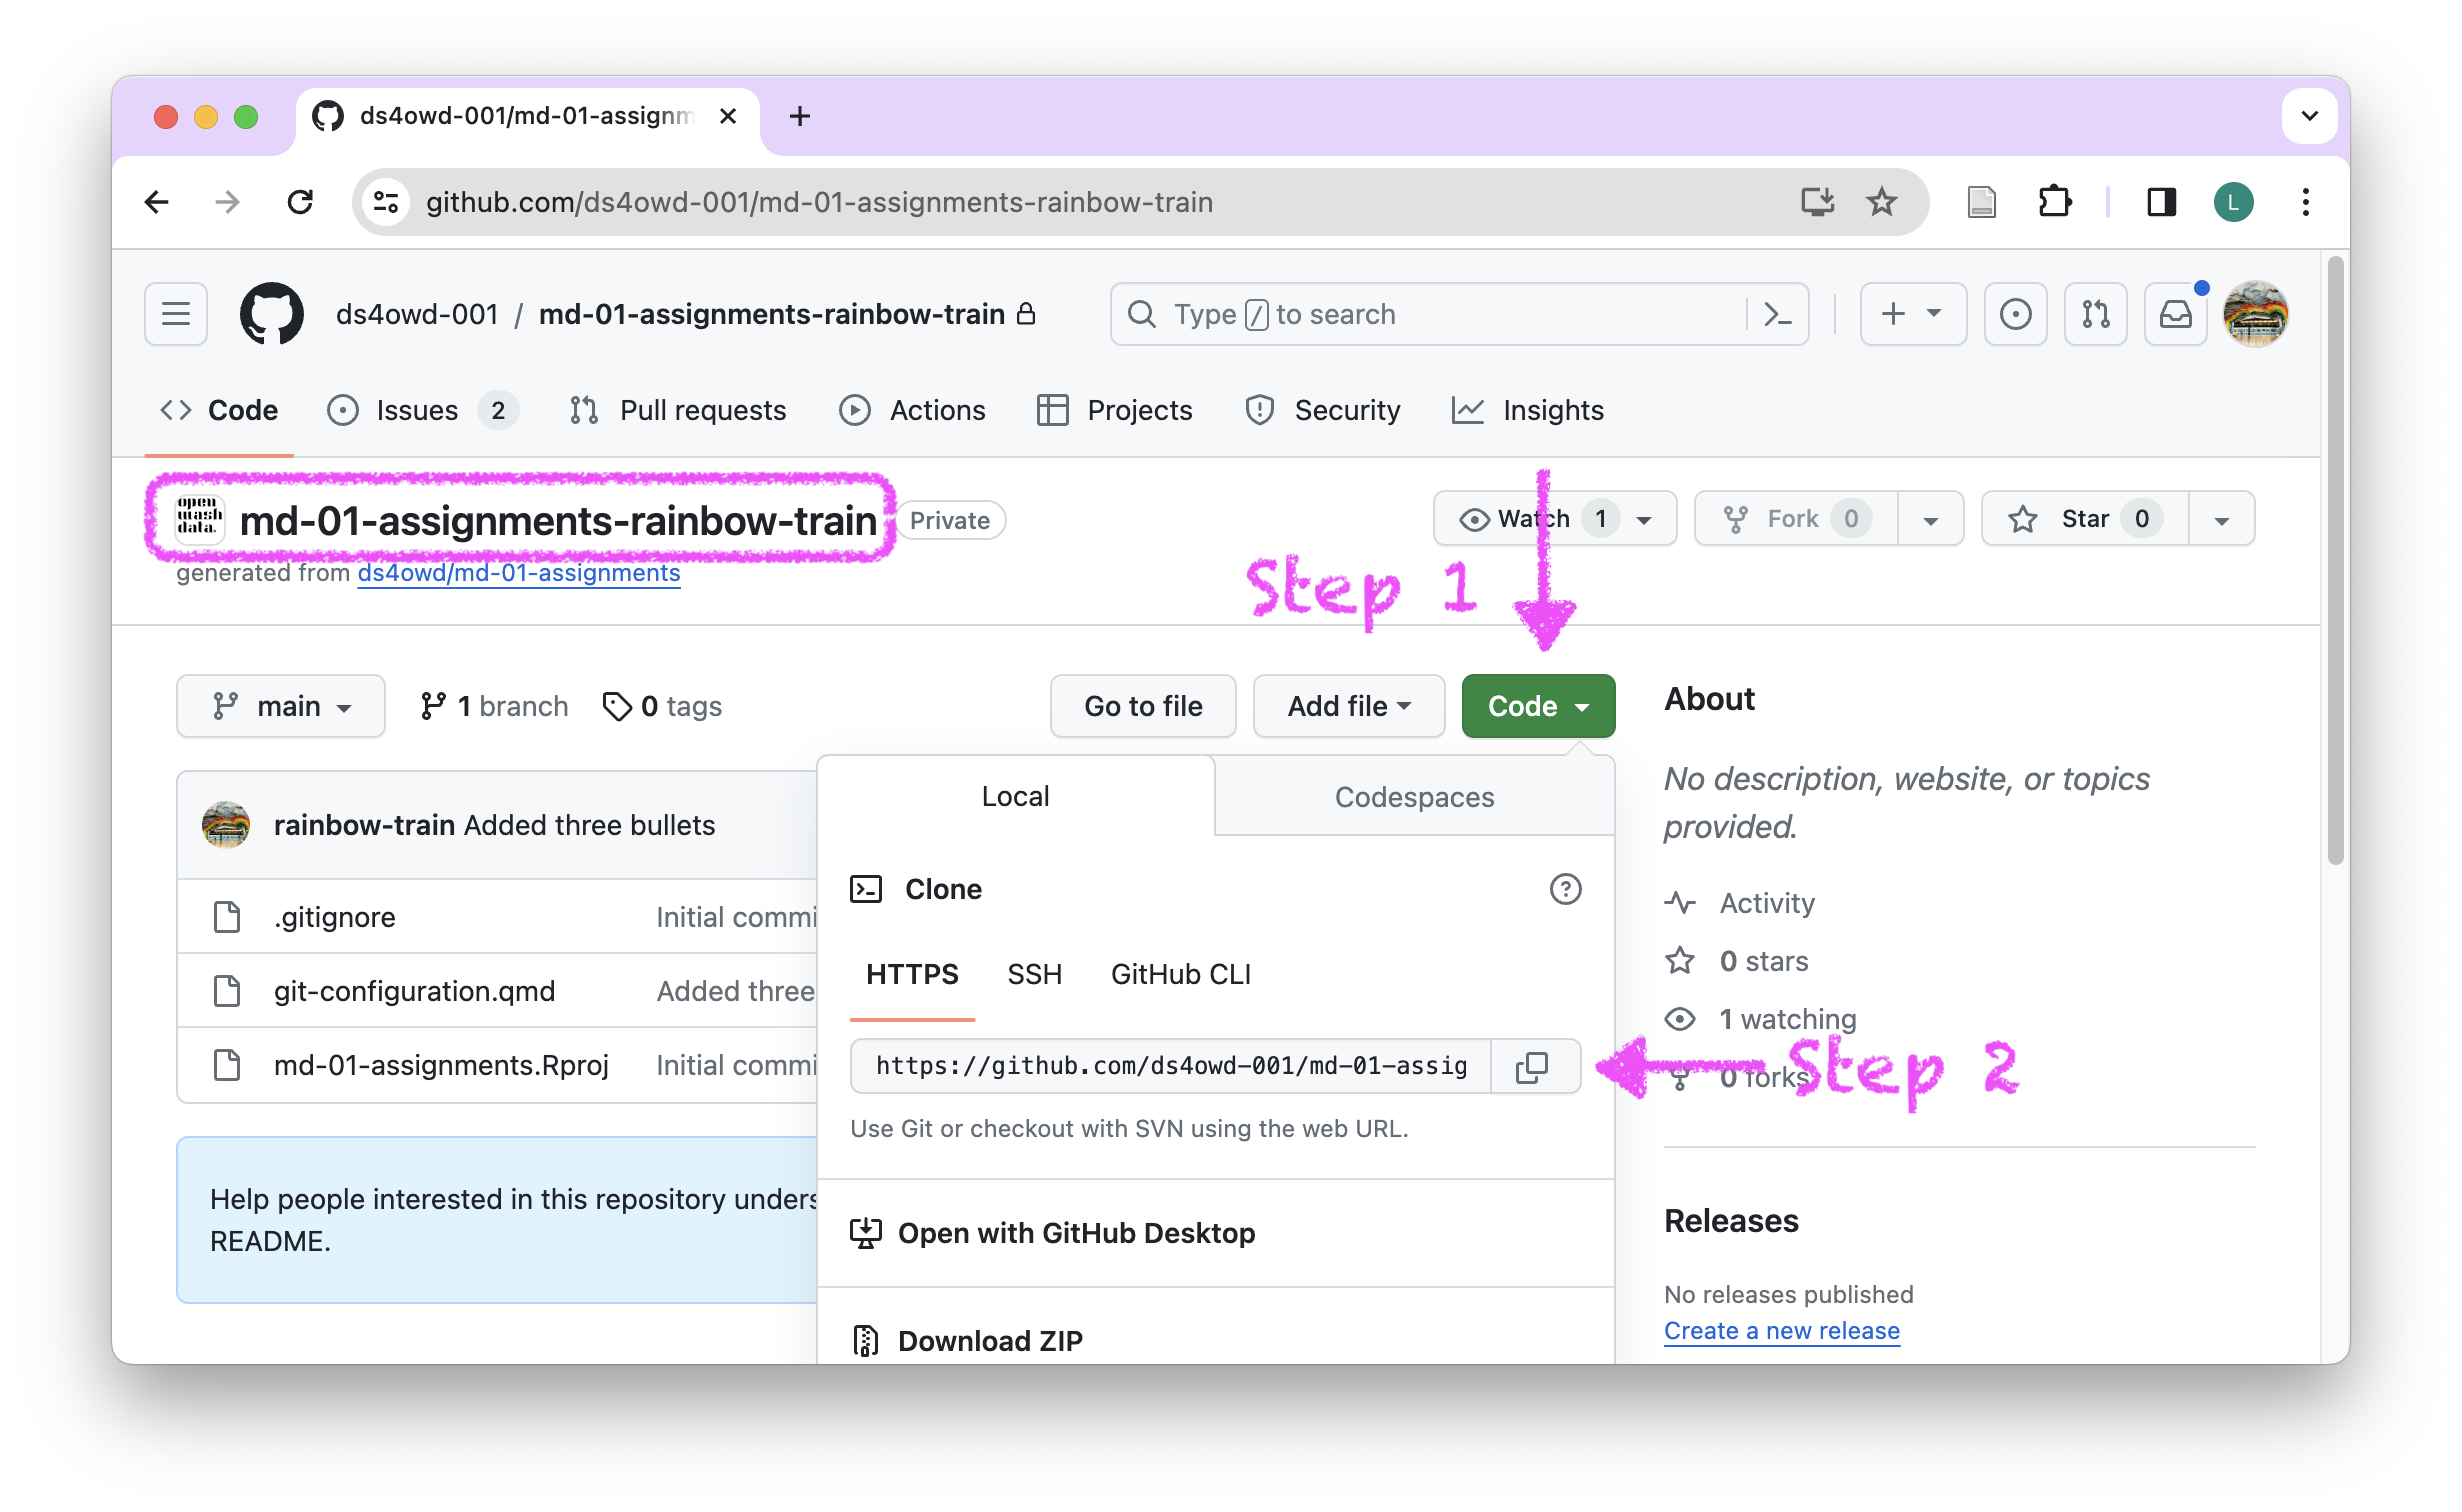 ds4owd-001/md-01-assignm
github.com/ds4owd-001/md-01-assignments-rainbow-train
L
ds4owd-001 / md-01-assignments-rainbow-train
Type / to search
Code
Issues 2
Pull requests
Actions
Projects
Security
Insights
open
wash
data.
md-01-assignments-rainbow-train
Private
Watch 1
Fork 0
Star 0
generated from ds4owd/md-01-assignments
Step 1
main
1 branch
0 tags
Go to file
Add file
Code
About
No description, website, or topics
provided.
rainbow-train Added three bullets
.gitignore
Initial commi
git-configuration.qmd
Added three
md-01-assignments.Rproj
Initial commi
Help people interested in this repository unders
README.
Local
Codespaces
Clone
HTTPS
SSH
GitHub CLI
https://github.com/ds4owd-001/md-01-assig
Step 2
Use Git or checkout with SVN using the web URL.
Open with GitHub Desktop
Download ZIP
Activity
0 stars
1 watching
0 forks
Releases
No releases published
Create a new release